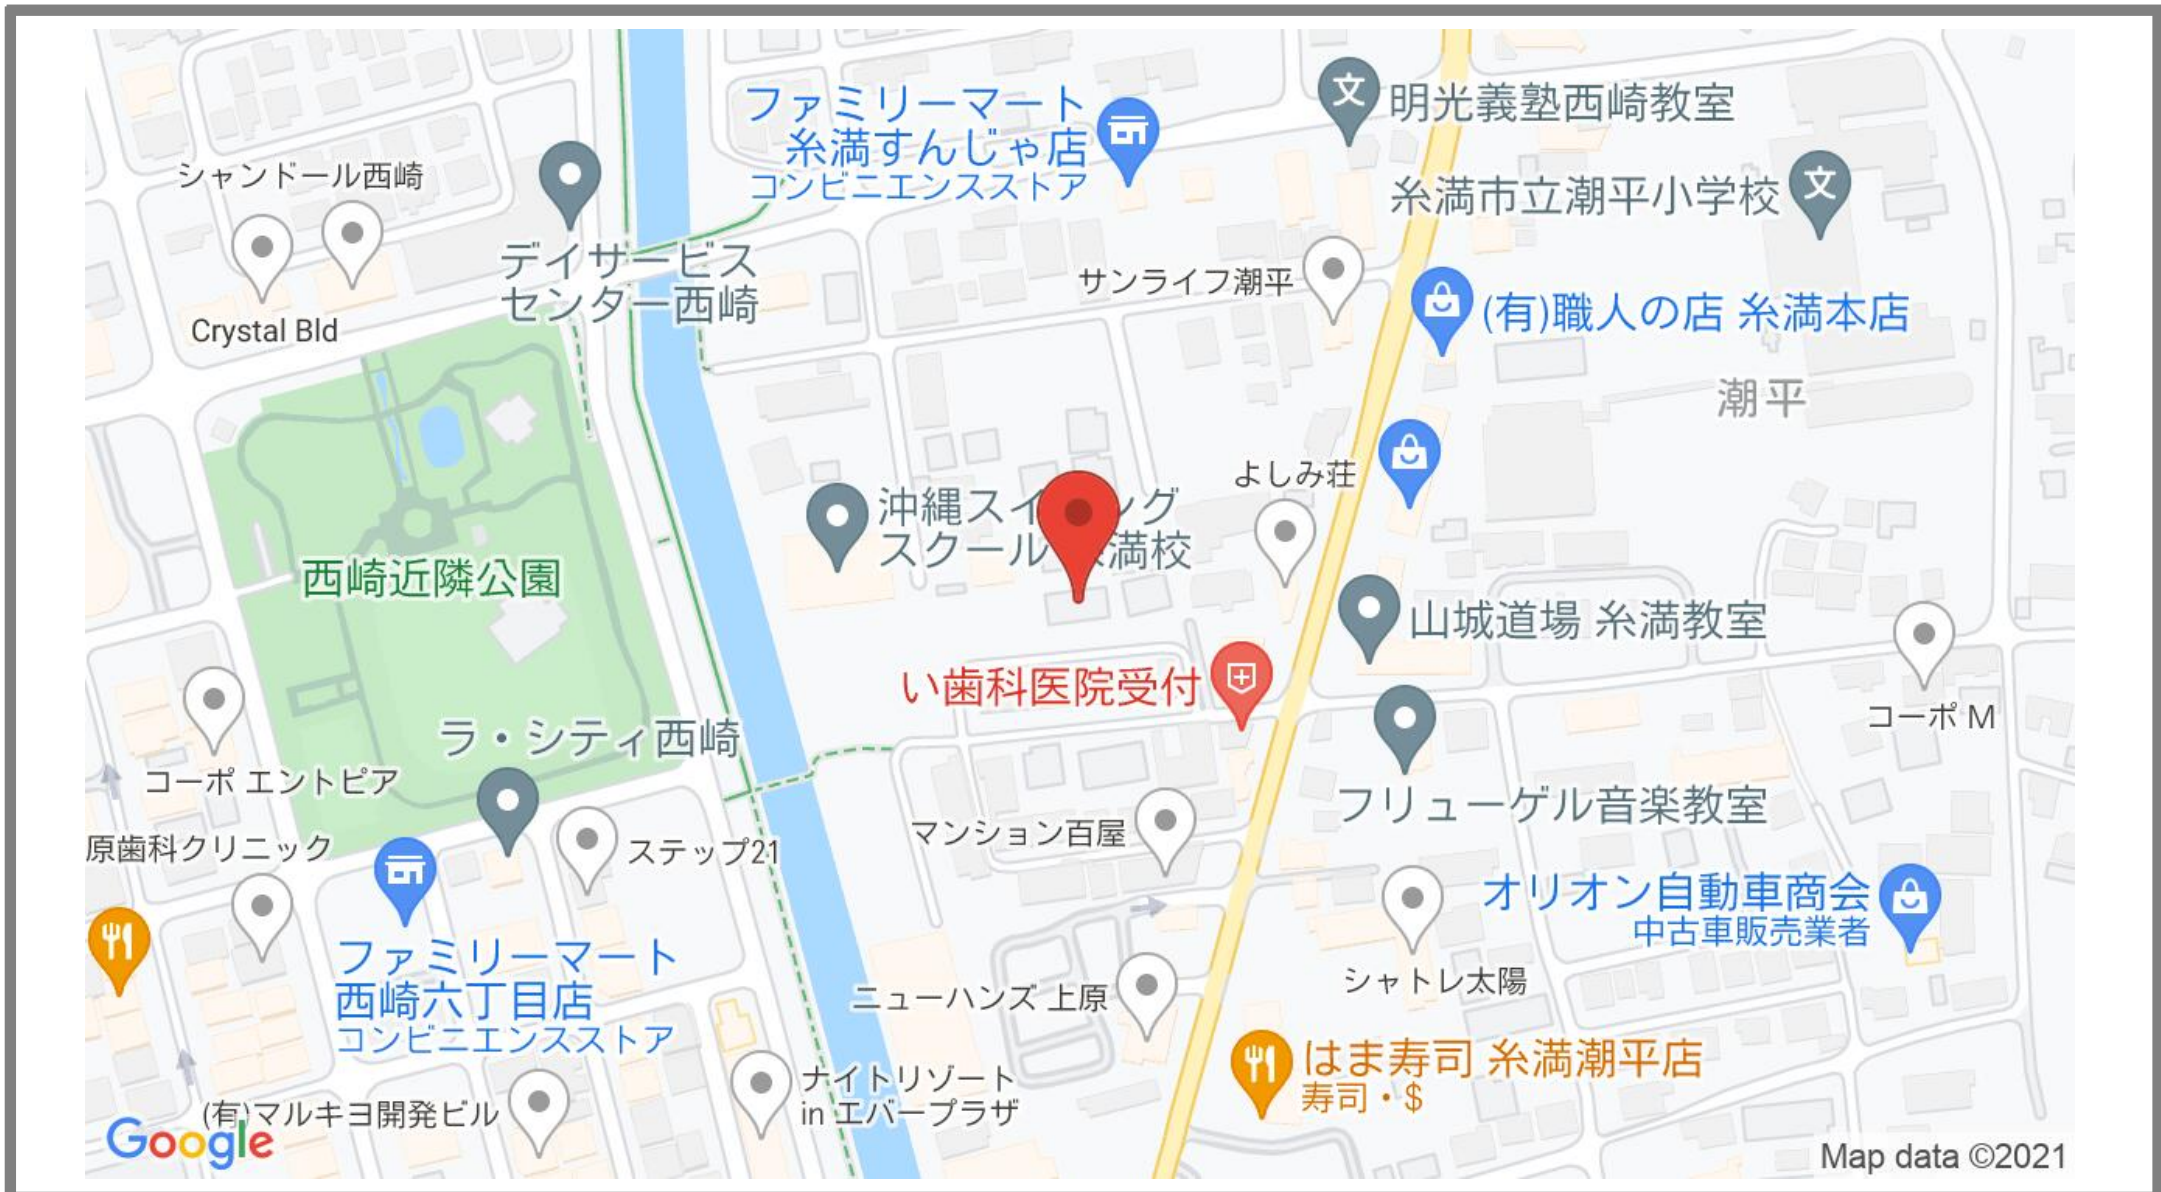 ファミリーマート
糸満すんじゃ店
コンビニエンスストア
明光義塾西崎教室
シャンドール西崎
糸満市立潮平小学校
デイサービス
センター西崎
サンライフ潮平
Crystal Bld
(有)職人の店 糸満本店
潮平
よしみ荘
沖縄スイ ング
スクール 満校
西崎近隣公園
山城道場 糸満教室
い歯科医院受付
コーポ M
ラ・シティ西崎
コーポ エントピア
フリューゲル音楽教室
マンション百屋
原歯科クリニック
ステップ21
オリオン自動車商会
中古車販売業者
ファミリーマート
西崎六丁目店
コンビニエンスストア
シャトレ太陽
ニューハンズ 上原
はま寿司 糸満潮平店
寿司・$
ナイトリゾート
in エバープラザ
(有)マルキヨ開発ビル
Google
Map data ©2021